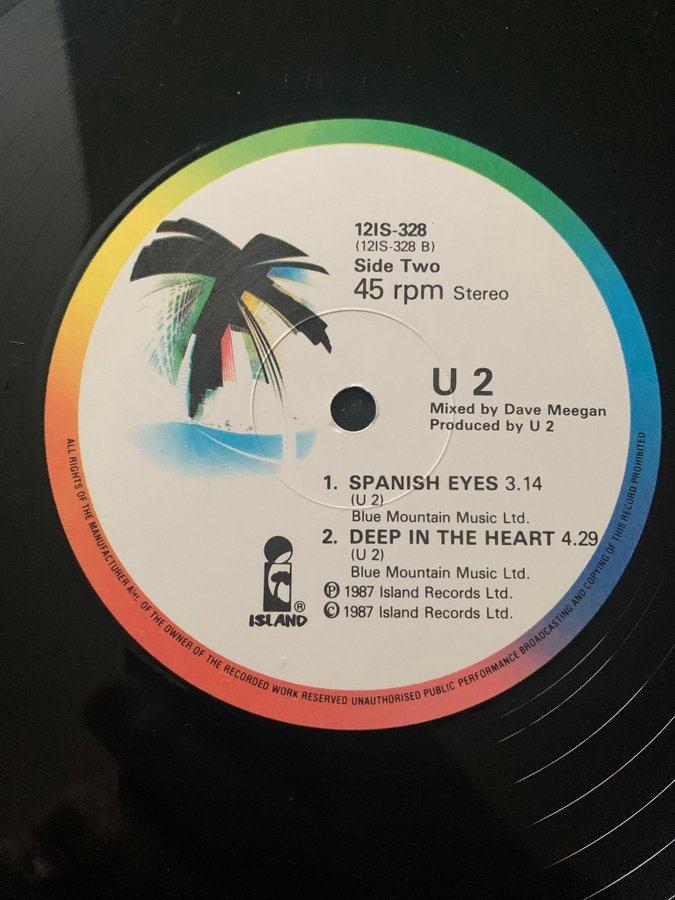 12IS-328
(12IS-328 B)
Side Two
45 rpm Stereo
U 2
Mixed by Dave Meegan
Produced by U 2
1. SPANISH EYES 3.14
(U 2)
Blue Mountain Music Ltd.
2. DEEP IN THE HEART 4.29
(U 2)
Blue Mountain Music Ltd.
Ⓟ 1987 Island Records Ltd.
© 1987 Island Records Ltd.
®
ISLAND
ALL RIGHTS OF THE MANUFACTURER AND OF THE OWNER OF THE RECORDED WORK RESERVED UNAUTHORISED PUBLIC PERFORMANCE BROADCASTING AND COPYING OF THIS RECORD PROHIBITED